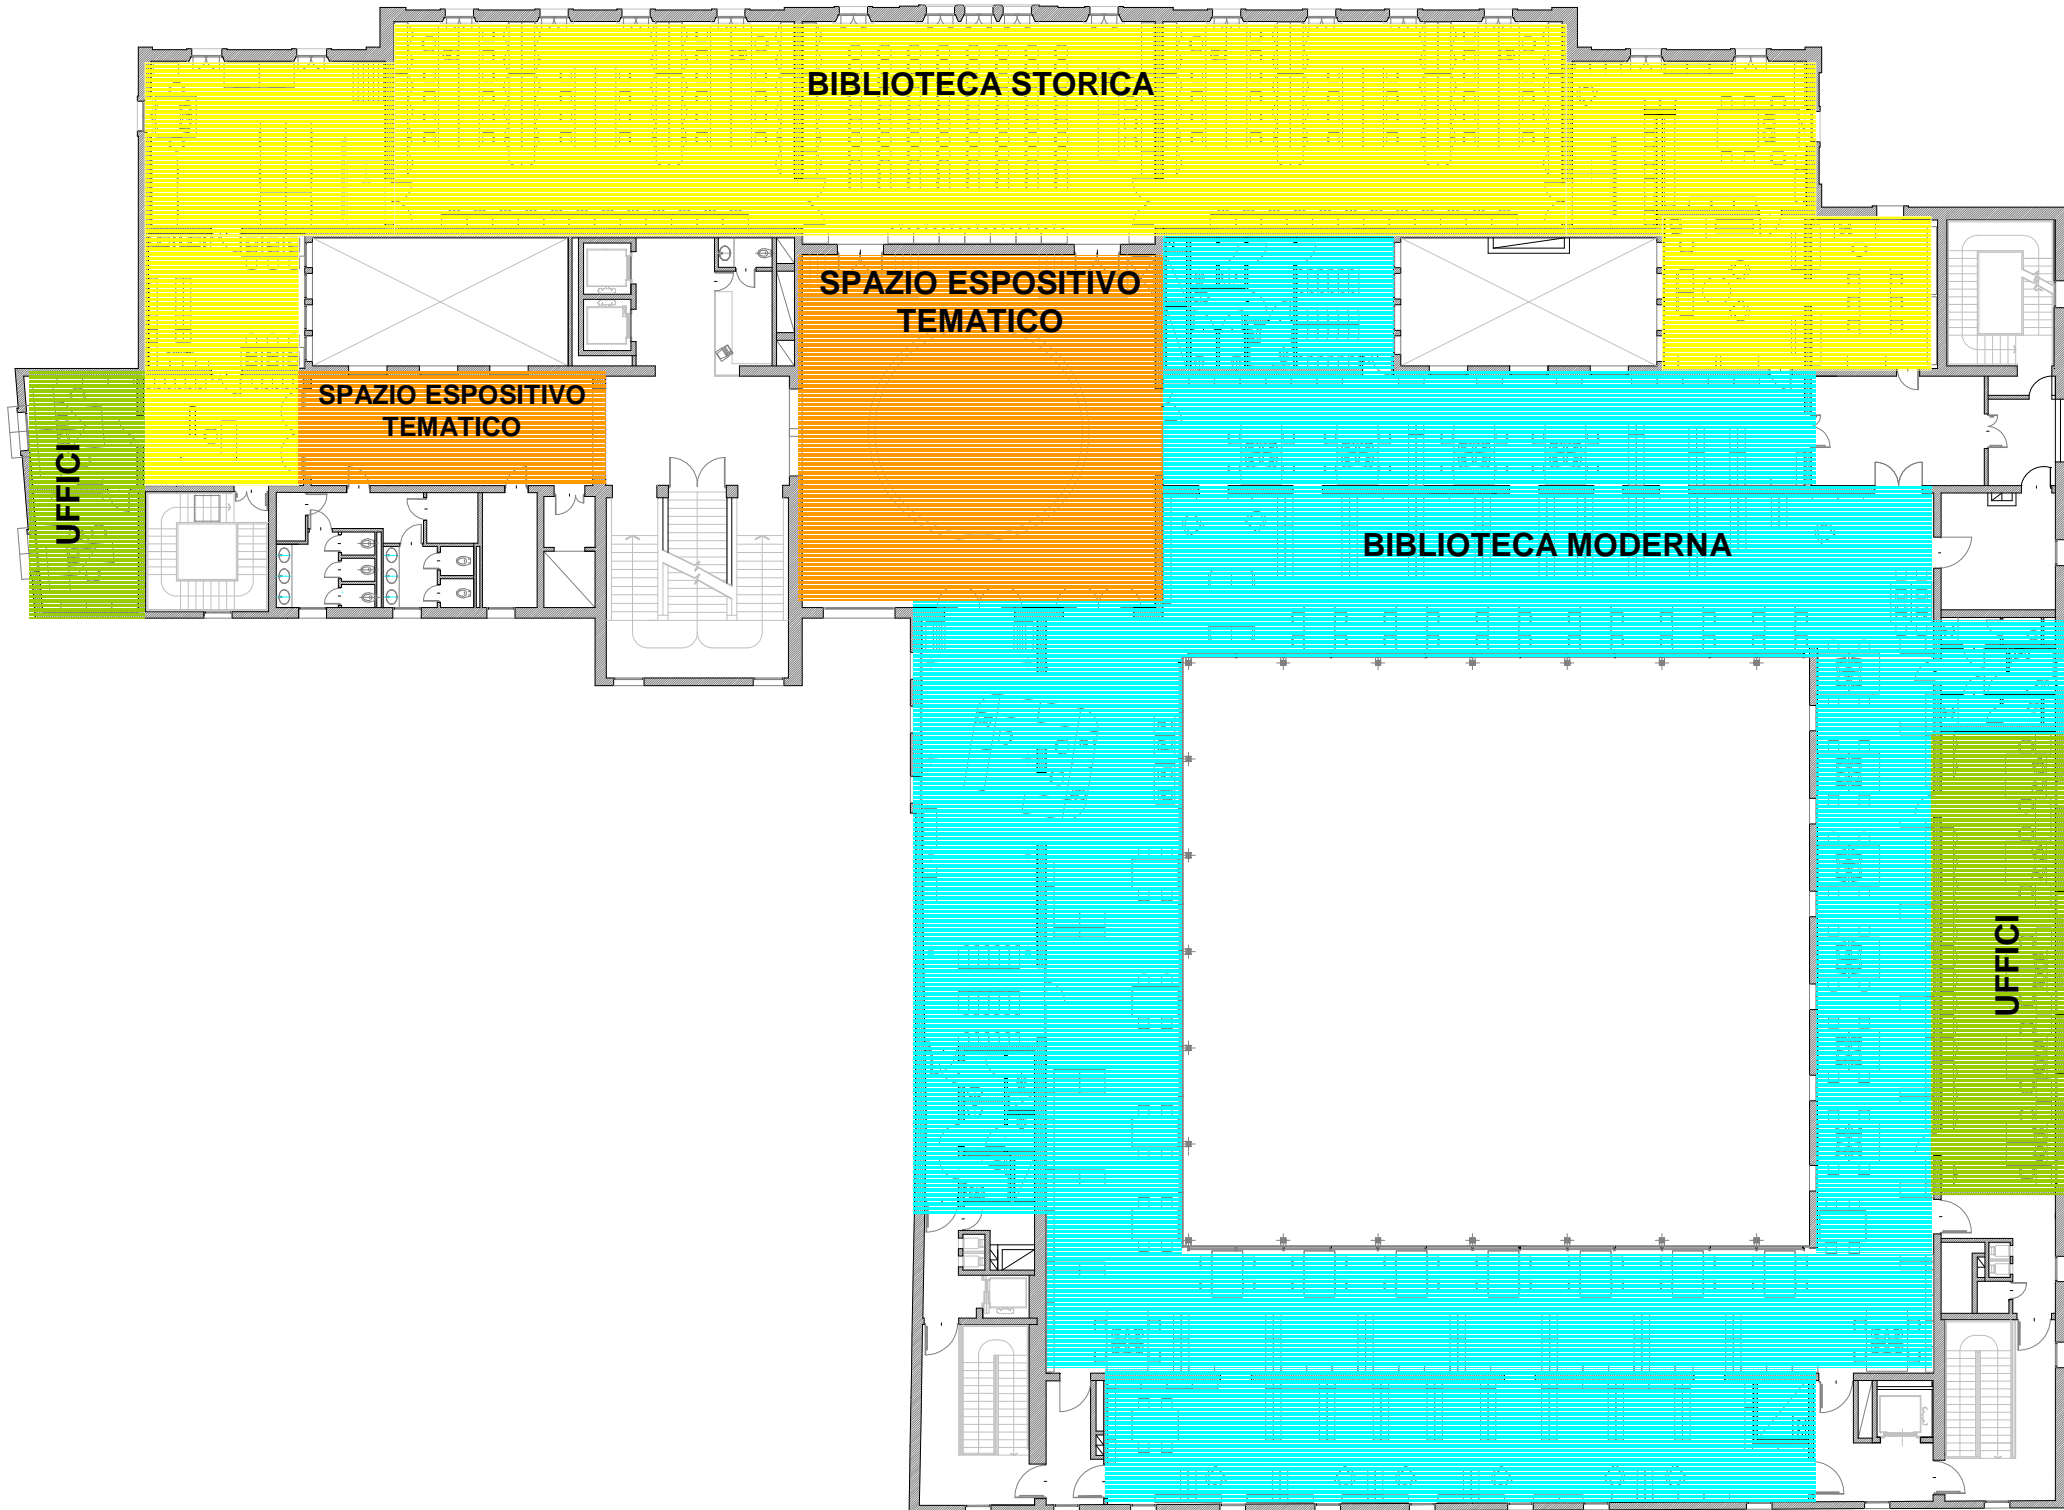 BIBLIOTECA STORICA
SPAZIO ESPOSITIVO
TEMATICO
SPAZIO ESPOSITIVO
TEMATICO
UFFICI
BIBLIOTECA MODERNA
UFFICI